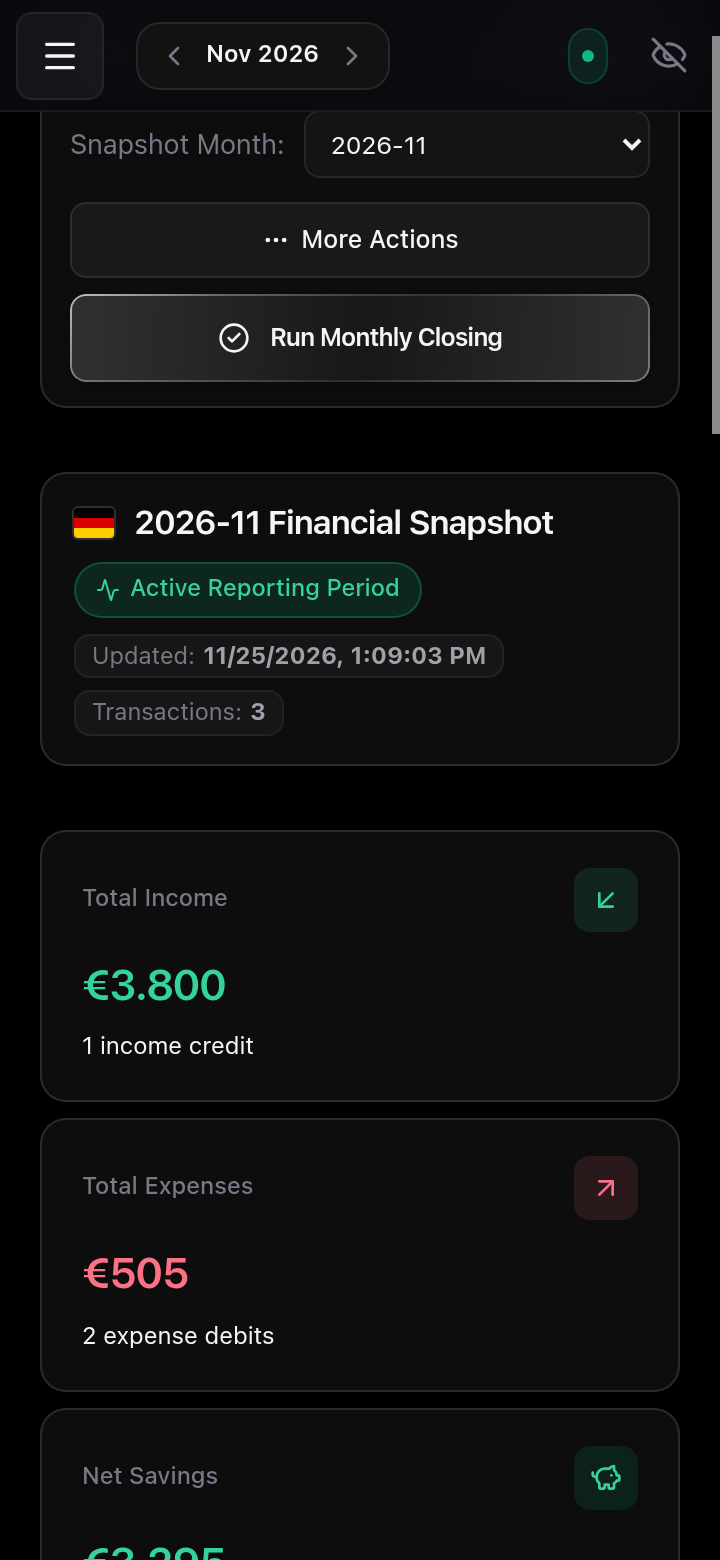 Nov 2026
Snapshot Month: 2026-11
More Actions
Run Monthly Closing
2026-11 Financial Snapshot
Active Reporting Period
Updated: 11/25/2026, 1:09:03 PM
Transactions: 3
Total Income
€3.800
1 income credit
Total Expenses
€505
2 expense debits
Net Savings
€3.295